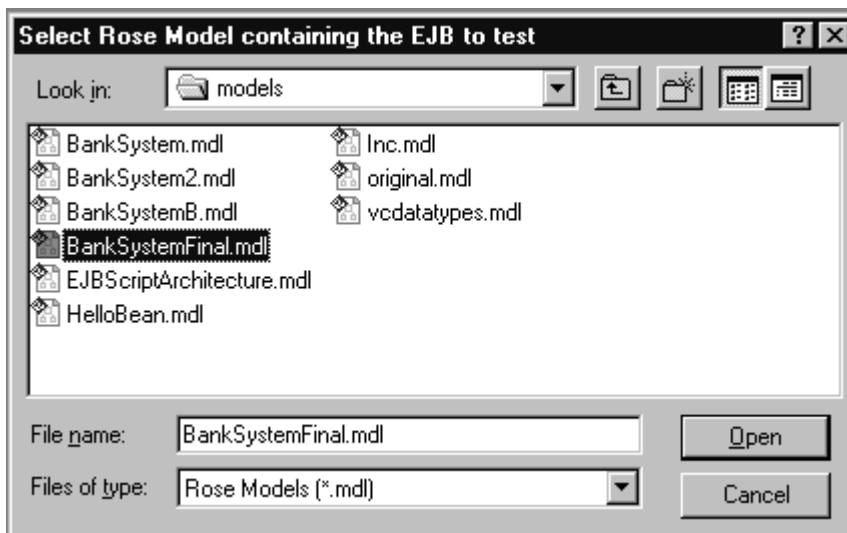 Select Rose Model containing the EJB to test
Look in: models
BankSystem.mdl
BankSystem2.mdl
BankSystemB.mdl
BankSystemFinal.mdl
EJBScriptArchitecture.mdl
HelloBean.mdl
Inc.mdl
original.mdl
vcdatatypes.mdl
File name: BankSystemFinal.mdl
Open
Files of type: Rose Models (*.mdl)
Cancel